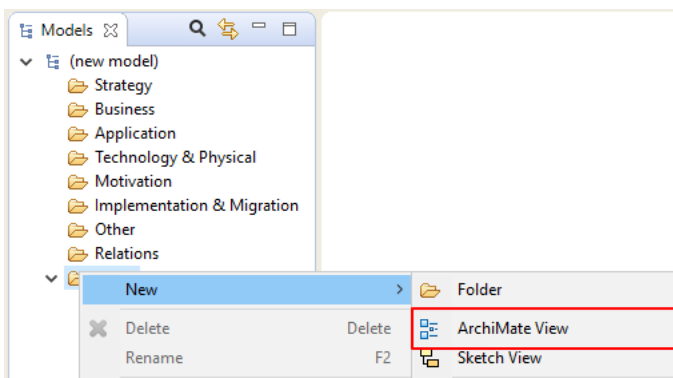 Models
(new model)
Strategy
Business
Application
Technology & Physical
Motivation
Implementation & Migration
Other
Relations
New
Folder
Delete Delete
ArchiMate View
Rename F2
Sketch View